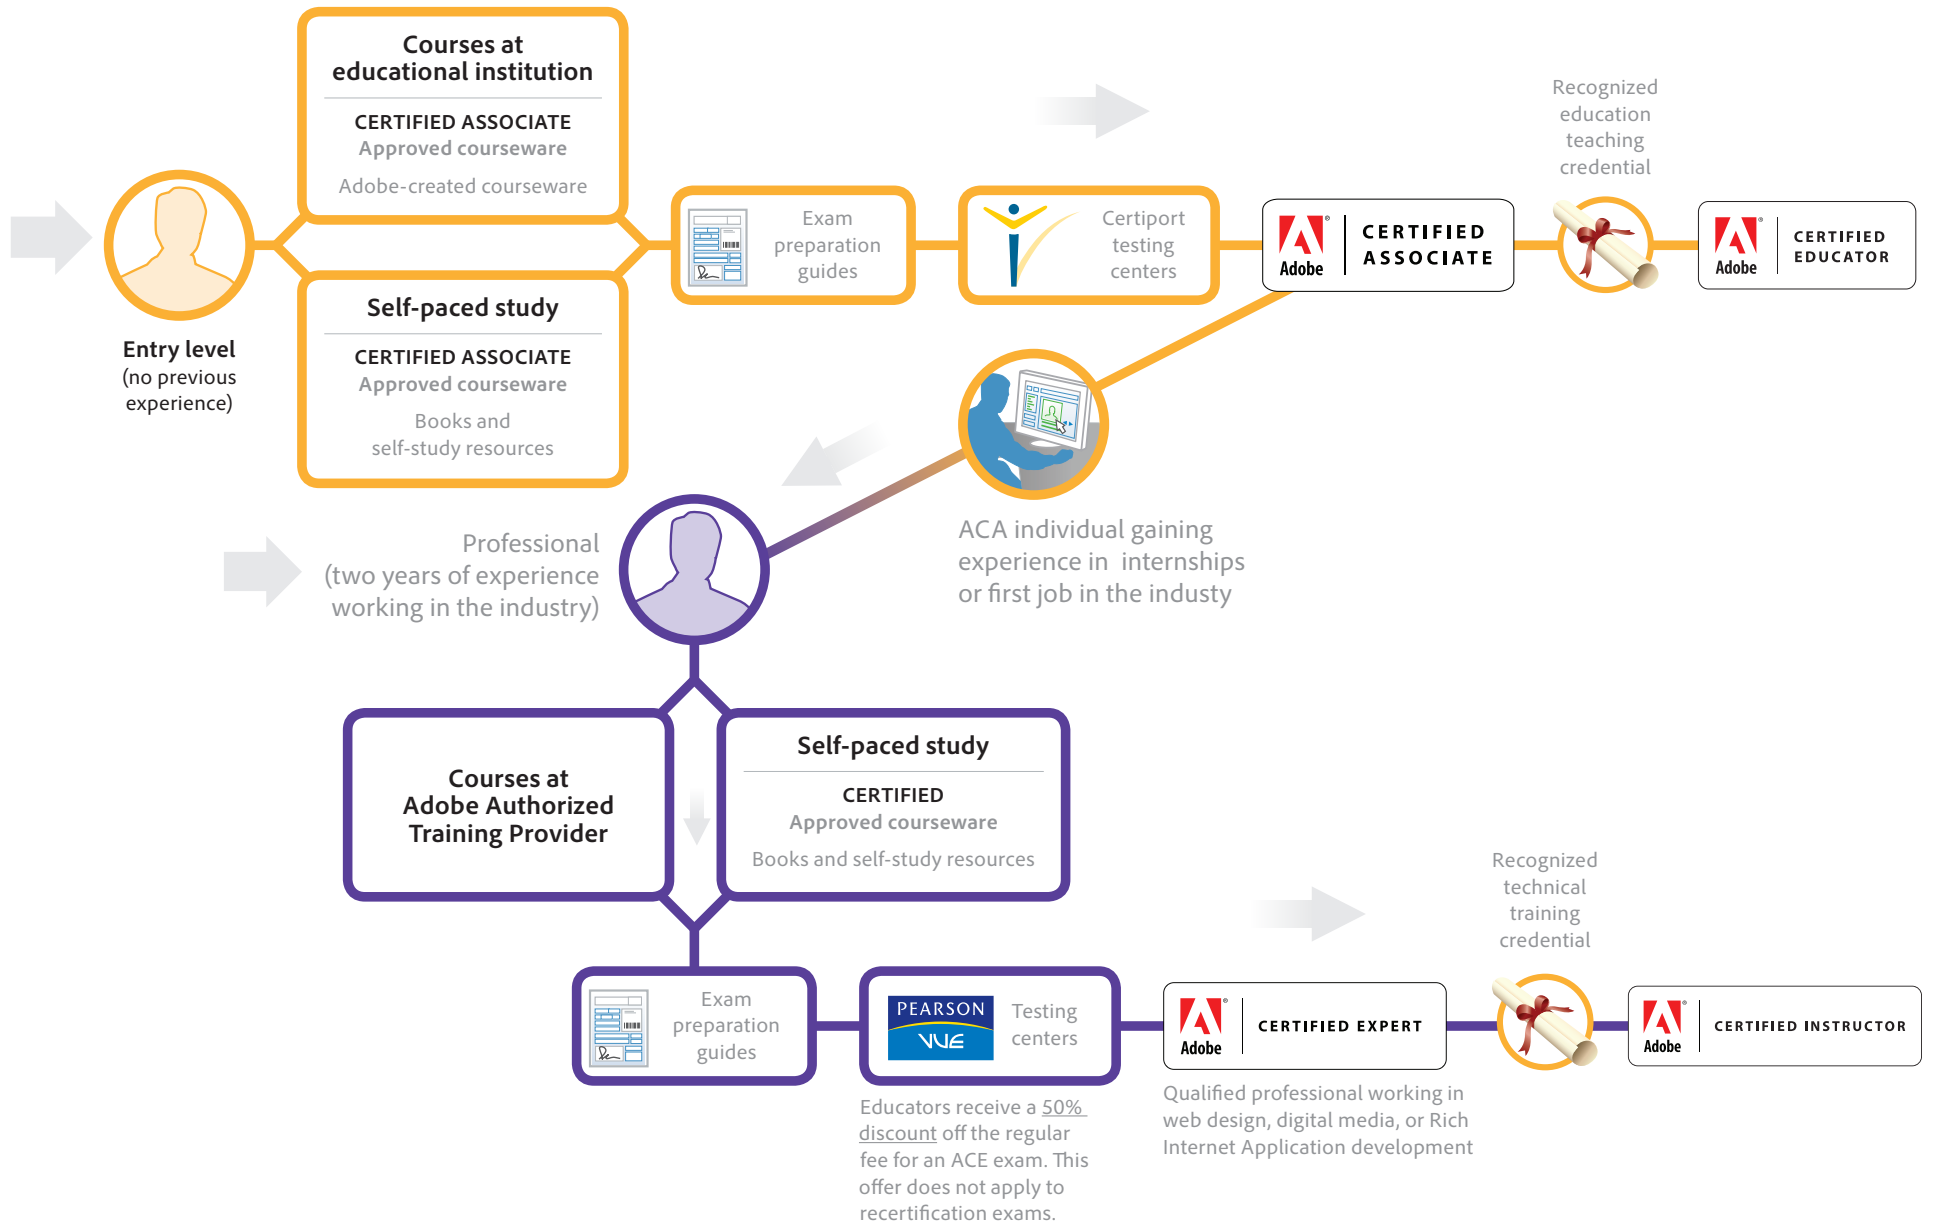 Courses at
educational institution
CERTIFIED ASSOCIATE
Approved courseware
Adobe-created courseware
Entry level
(no previous
experience)
Self-paced study
CERTIFIED ASSOCIATE
Approved courseware
Books and
self-study resources
Exam
preparation
guides
Certiport
testing
centers
Adobe
®
CERTIFIED
ASSOCIATE
Recognized
education
teaching
credential
Adobe
®
CERTIFIED
EDUCATOR
ACA individual gaining
experience in internships
or first job in the industy
Professional
(two years of experience
working in the industry)
Courses at
Adobe Authorized
Training Provider
Self-paced study
CERTIFIED
Approved courseware
Books and self-study resources
Exam
preparation
guides
PEARSON
VUE
Testing
centers
Educators receive a 50%
discount off the regular
fee for an ACE exam. This
offer does not apply to
recertification exams.
Adobe
®
CERTIFIED EXPERT
Qualified professional working in
web design, digital media, or Rich
Internet Application development
Recognized
technical
training
credential
Adobe
®
CERTIFIED INSTRUCTOR